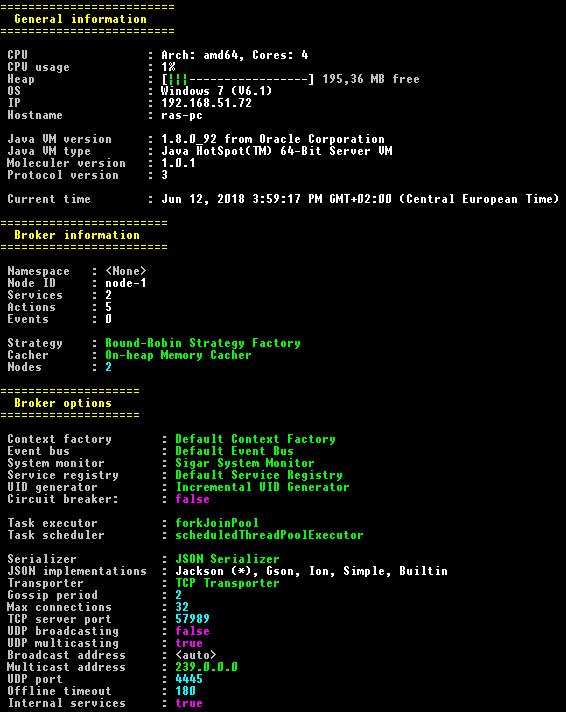 =========================
General information
=========================
CPU : Arch: amd64, Cores: 4
CPU usage : 1%
Heap : [|||-----------------] 195,36 MB free
OS : Windows 7 (V6.1)
IP : 192.168.51.72
Hostname : ras-pc
Java VM version : 1.8.0_92 from Oracle Corporation
Java VM type : Java HotSpot(TM) 64-Bit Server VM
Moleculer version : 1.0.1
Protocol version : 3
Current time : Jun 12, 2018 3:59:17 PM GMT+02:00 (Central European Time)
========================
Broker information
========================
Namespace : <None>
Node ID : node-1
Services : 2
Actions : 5
Events : 0
Strategy : Round-Robin Strategy Factory
Cacher : On-heap Memory Cacher
Nodes : 2
====================
Broker options
====================
Context factory : Default Context Factory
Event bus : Default Event Bus
System monitor : Sigar System Monitor
Service registry : Default Service Registry
UID generator : Incremental UID Generator
Circuit breaker: : false
Task executor : forkJoinPool
Task scheduler : scheduledThreadPoolExecutor
Serializer : JSON Serializer
JSON implementations : Jackson (*), Gson, Ion, Simple, Builtin
Transporter : TCP Transporter
Gossip period : 2
Max connections : 32
TCP server port : 57989
UDP broadcasting : false
UDP multicasting : true
Broadcast address : <auto>
Multicast address : 239.0.0.0
UDP port : 4445
Offline timeout : 180
Internal services : true